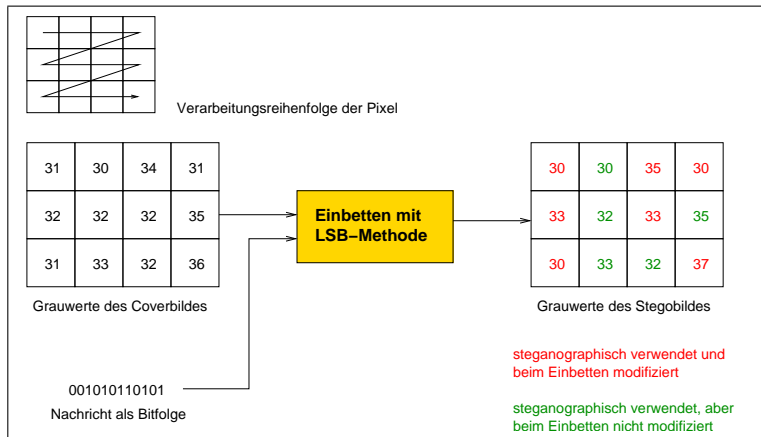 Verarbeitungsreihenfolge der Pixel
31 30 34 31
32 32 32 35
31 33 32 36
Grauwerte des Coverbildes
001010110101
Nachricht als Bitfolge
Einbetten mit
LSB−Methode
30 30 35 30
33 32 33 35
30 33 32 37
Grauwerte des Stegobildes
steganographisch verwendet und
beim Einbetten modifiziert
steganographisch verwendet, aber
beim Einbetten nicht modifiziert